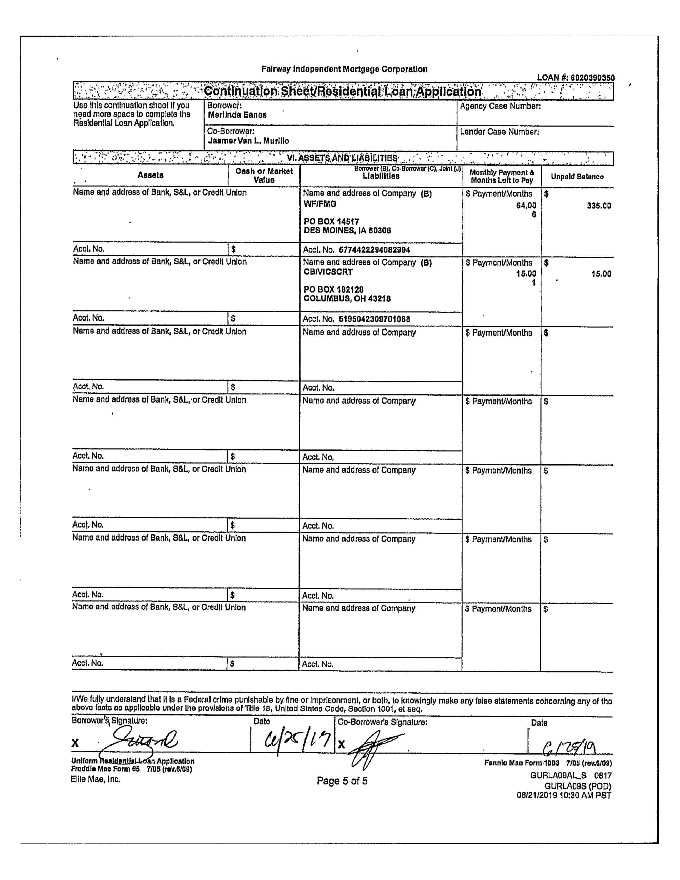 Fairway Independent Mortgage Corporation
LOAN #: 6020390350
Continuation Sheet/Residential Loan Application
Use this continuation sheet if you need more space to complete the Residential Loan Application.
Borrower:
Merlinda Eanos
Agency Case Number:
Co-Borrower:
Jasmer Van L. Murillo
Lender Case Number:
VI. ASSETS AND LIABILITIES
Assets
Cash or Market Value
Borrower (B), Co-Borrower (C), Joint (J)
Liabilities
Monthly Payment & Months Left to Pay
Unpaid Balance
Name and address of Bank, S&L, or Credit Union
Name and address of Company (B)
$ Payment/Months
$
WF/FMG
64.00
335.00
6
PO BOX 14517
DES MOINES, IA 50306
Acct. No.
$
Acct. No. 5774422294082994
Name and address of Bank, S&L, or Credit Union
Name and address of Company (B)
$ Payment/Months
$
CB/VICSCRT
15.00
15.00
1
PO BOX 182128
COLUMBUS, OH 43218
Acct. No.
$
Acct. No. 5195042309701088
Name and address of Bank, S&L, or Credit Union
Name and address of Company
$ Payment/Months
$
Acct. No.
$
Acct. No.
Name and address of Bank, S&L, or Credit Union
Name and address of Company
$ Payment/Months
$
Acct. No.
$
Acct. No.
Name and address of Bank, S&L, or Credit Union
Name and address of Company
$ Payment/Months
$
Acct. No.
$
Acct. No.
Name and address of Bank, S&L, or Credit Union
Name and address of Company
$ Payment/Months
$
Acct. No.
$
Acct. No.
Name and address of Bank, S&L, or Credit Union
Name and address of Company
$ Payment/Months
$
Acct. No.
$
Acct. No.
I/We fully understand that it is a Federal crime punishable by fine or imprisonment, or both, to knowingly make any false statements concerning any of the
above facts as applicable under the provisions of Title 18, United States Code, Section 1001, et seq.
Borrower's Signature:
Date
Co-Borrower's Signature:
Date
X
6/25/19
X
6/25/19
Uniform Residential Loan Application
Freddie Mac Form 65 7/05 (rev.6/09)
Fannie Mae Form 1003 7/05 (rev.6/09)
Ellie Mae, Inc.
Page 5 of 5
GURLA09AL_S 0617
GURLA09S (POD)
06/21/2019 10:30 AM PST